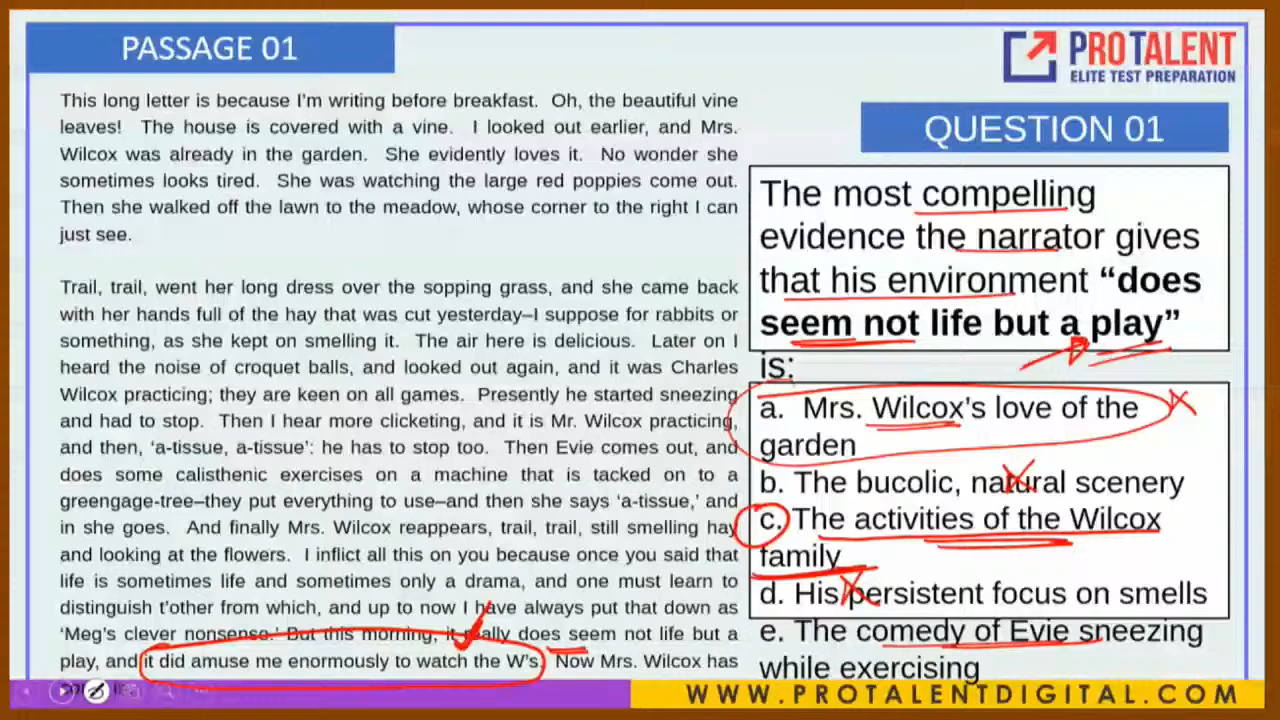 PASSAGE 01
This long letter is because I'm writing before breakfast. Oh, the beautiful vine
leaves! The house is covered with a vine. I looked out earlier, and Mrs.
Wilcox was already in the garden. She evidently loves it. No wonder she
sometimes looks tired. She was watching the large red poppies come out.
Then she walked off the lawn to the meadow, whose corner to the right I can
just see.
Trail, trail, went her long dress over the sopping grass, and she came back
with her hands full of the hay that was cut yesterday–I suppose for rabbits or
something, as she kept on smelling it. The air here is delicious. Later on I
heard the noise of croquet balls, and looked out again, and it was Charles
Wilcox practicing; they are keen on all games. Presently he started sneezing
and had to stop. Then I hear more clicketing, and it is Mr. Wilcox practicing,
and then, 'a-tissue, a-tissue': he has to stop too. Then Evie comes out, and
does some calisthenic exercises on a machine that is tacked on to a
greengage-tree–they put everything to use–and then she says 'a-tissue,' and
in she goes. And finally Mrs. Wilcox reappears, trail, trail, still smelling hay
and looking at the flowers. I inflict all this on you because once you said that
life is sometimes life and sometimes only a drama, and one must learn to
distinguish t'other from which, and up to now I have always put that down as
'Meg's clever nonsense.' But this morning, it really does seem not life but a
play, and it did amuse me enormously to watch the W's. Now Mrs. Wilcox has
PRO TALENT
ELITE TEST PREPARATION
QUESTION 01
The most compelling
evidence the narrator gives
that his environment “does
seem not life but a play”
is:
a. Mrs. Wilcox's love of the
garden
b. The bucolic, natural scenery
c. The activities of the Wilcox
family
d. His persistent focus on smells
e. The comedy of Evie sneezing
while exercising
WWW.PROTALENTDIGITAL.COM